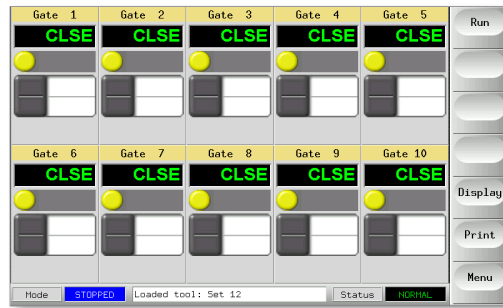 Gate 1 Gate 2 Gate 3 Gate 4 Gate 5 Run
CLSE CLSE CLSE CLSE CLSE
Gate 6 Gate 7 Gate 8 Gate 9 Gate 10
CLSE CLSE CLSE CLSE CLSE
Display
Print
Menu
Mode STOPPED Loaded tool: Set 12 Status NORMAL